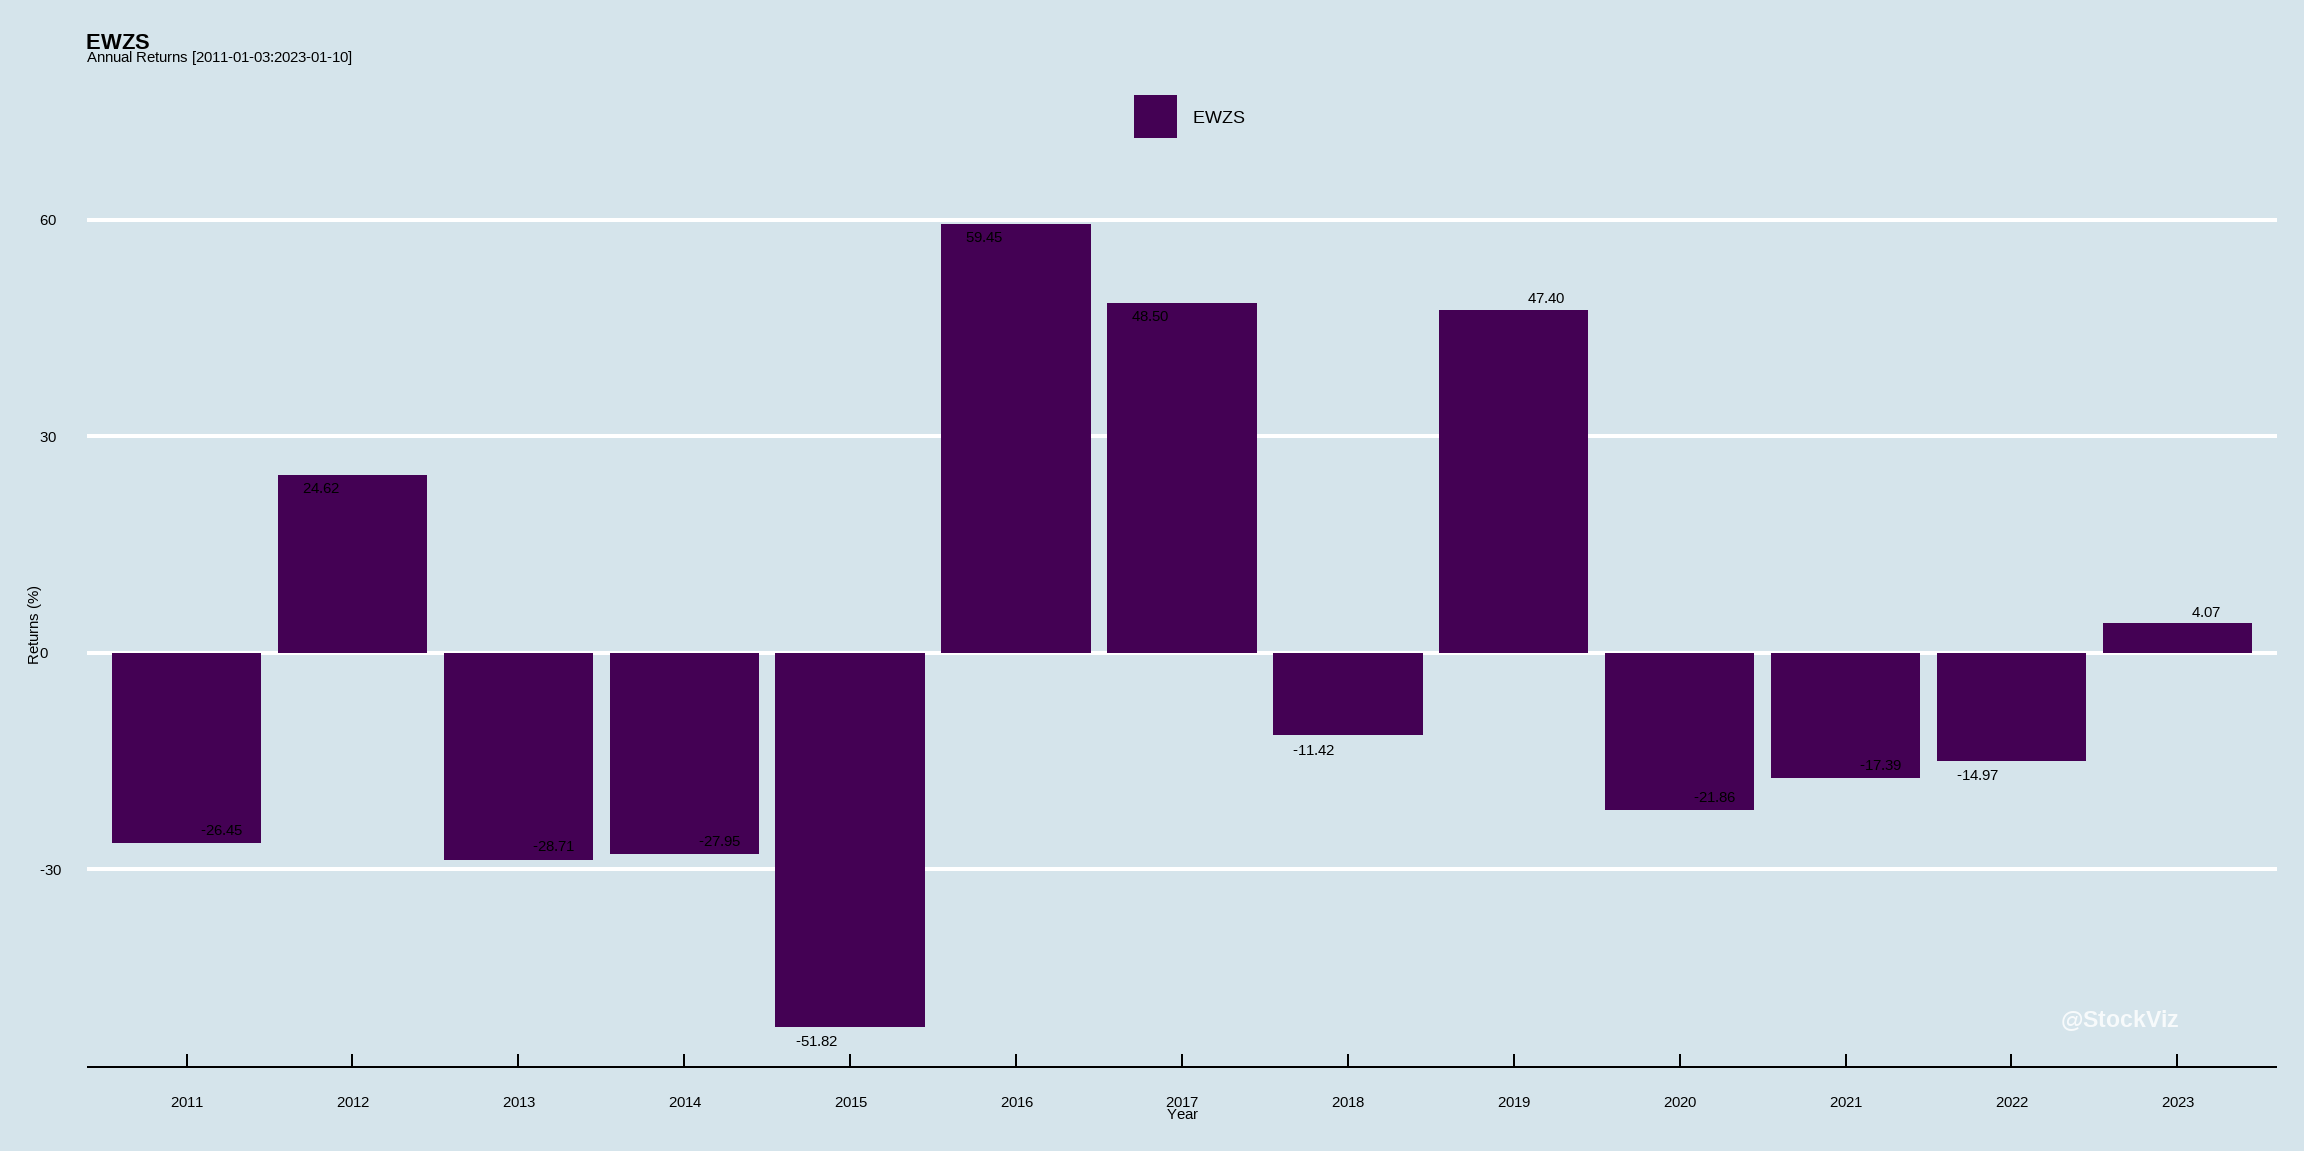 EWZS
Annual Returns [2011-01-03:2023-01-10]
EWZS
60
59.45
47.40
48.50
30
24.62
4.07
Returns (%)
0
-11.42
-17.39
-14.97
-21.86
-26.45
-27.95
-28.71
-30
@StockViz
-51.82
2011 2012 2013 2014 2015 2016 2017 2018 2019 2020 2021 2022 2023
Year